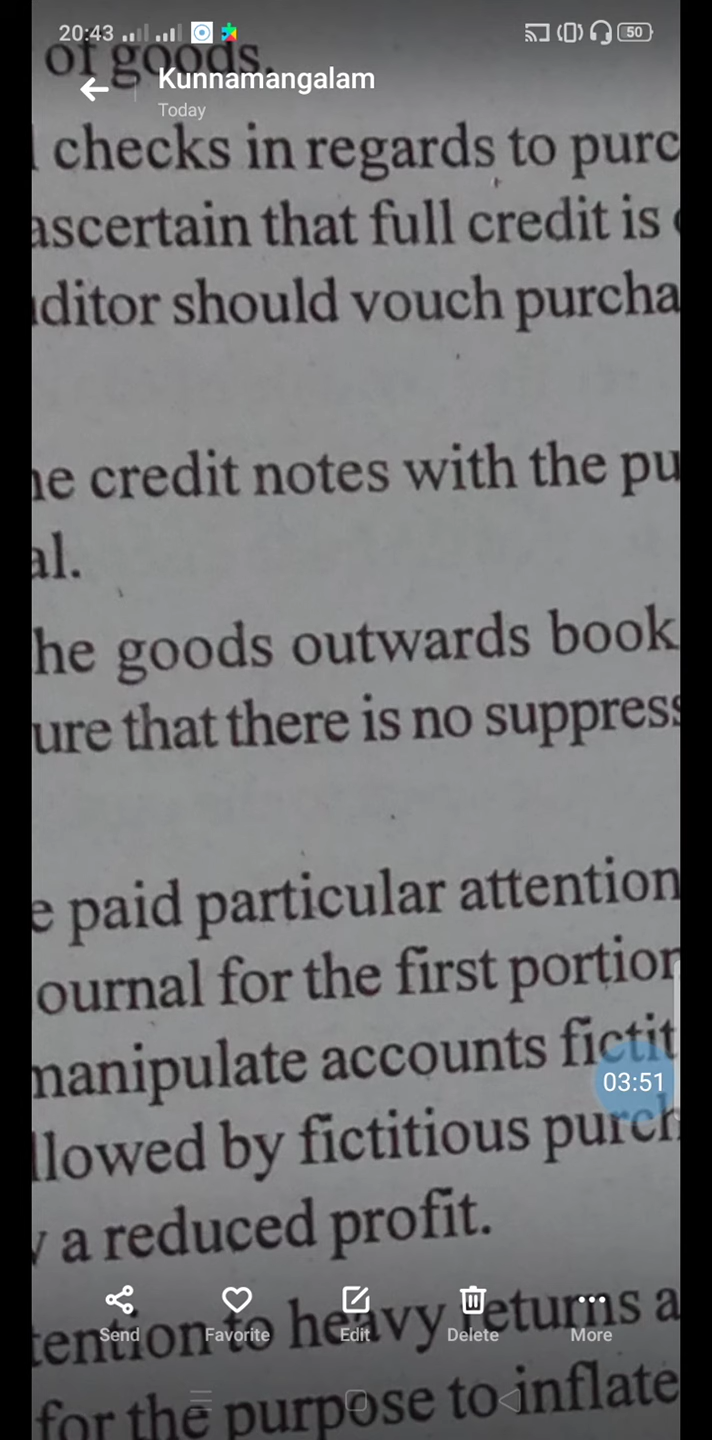 20:43
50
of goods.
Kunnamangalam
Today
checks in regards to purc
ascertain that full credit is
ditor should vouch purcha
he credit notes with the pu
al.
he goods outwards book
ure that there is no suppress
e paid particular attention
ournal for the first portion
manipulate accounts fictit
03:51
llowed by fictitious purch
y a reduced profit.
Send
Favorite
Edit
Delete
More
tention to heavy returns a
for the purpose to inflate